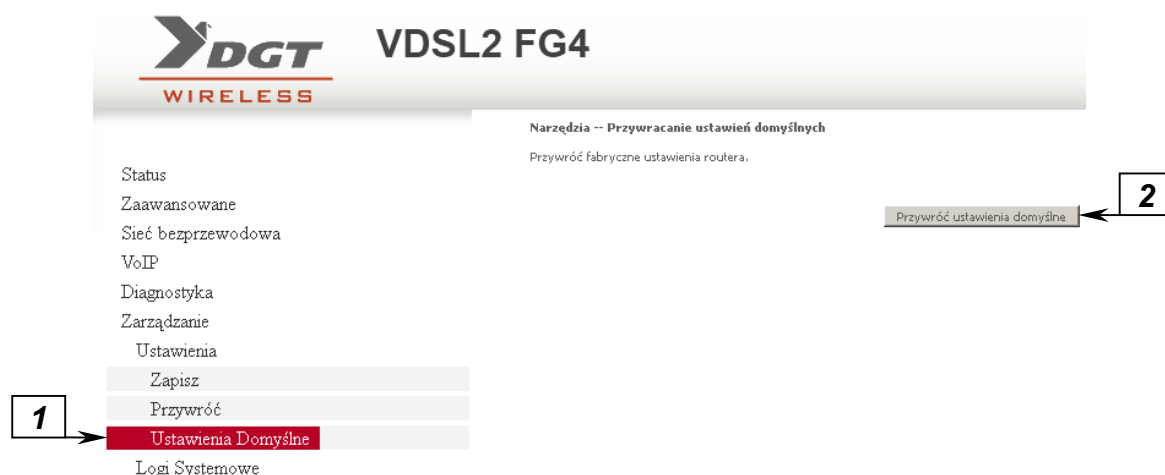 DGT
WIRELESS
VDSL2 FG4
Narzędzia -- Przywracanie ustawień domyślnych
Przywróć fabryczne ustawienia routera.
Status
Zaawansowane
Sieć bezprzewodowa
VoIP
Diagnostyka
Zarządzanie
Ustawienia
Zapisz
Przywróć
Ustawienia Domyślne
Logi Systemowe
Przywróć ustawienia domyślne
1
2